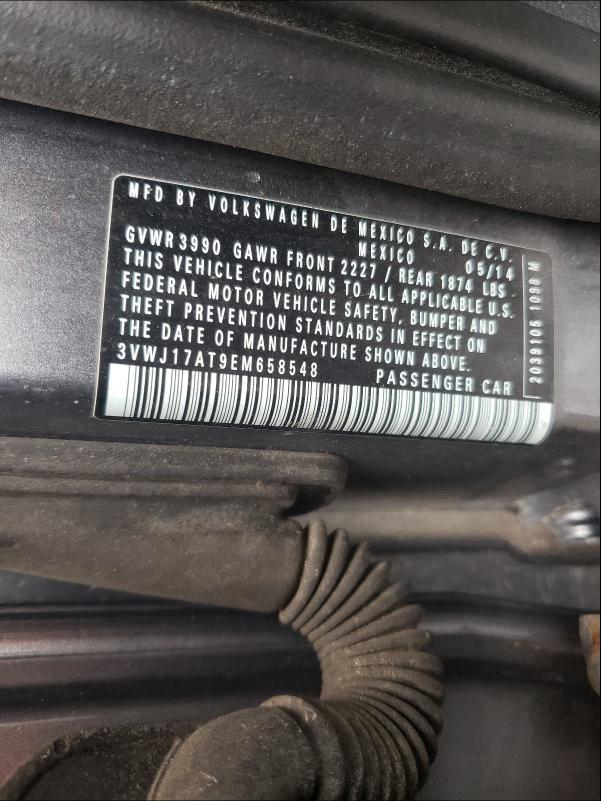 MFD BY VOLKSWAGEN DE MEXICO S.A. DE C.V.
MEXICO 05/14
GVWR 3990 GAWR FRONT 2227 / REAR 1874 LBS
THIS VEHICLE CONFORMS TO ALL APPLICABLE U.S.
FEDERAL MOTOR VEHICLE SAFETY, BUMPER AND
THEFT PREVENTION STANDARDS IN EFFECT ON
THE DATE OF MANUFACTURE SHOWN ABOVE.
3VWJ17AT9EM658548 PASSENGER CAR
2039105 1098 M